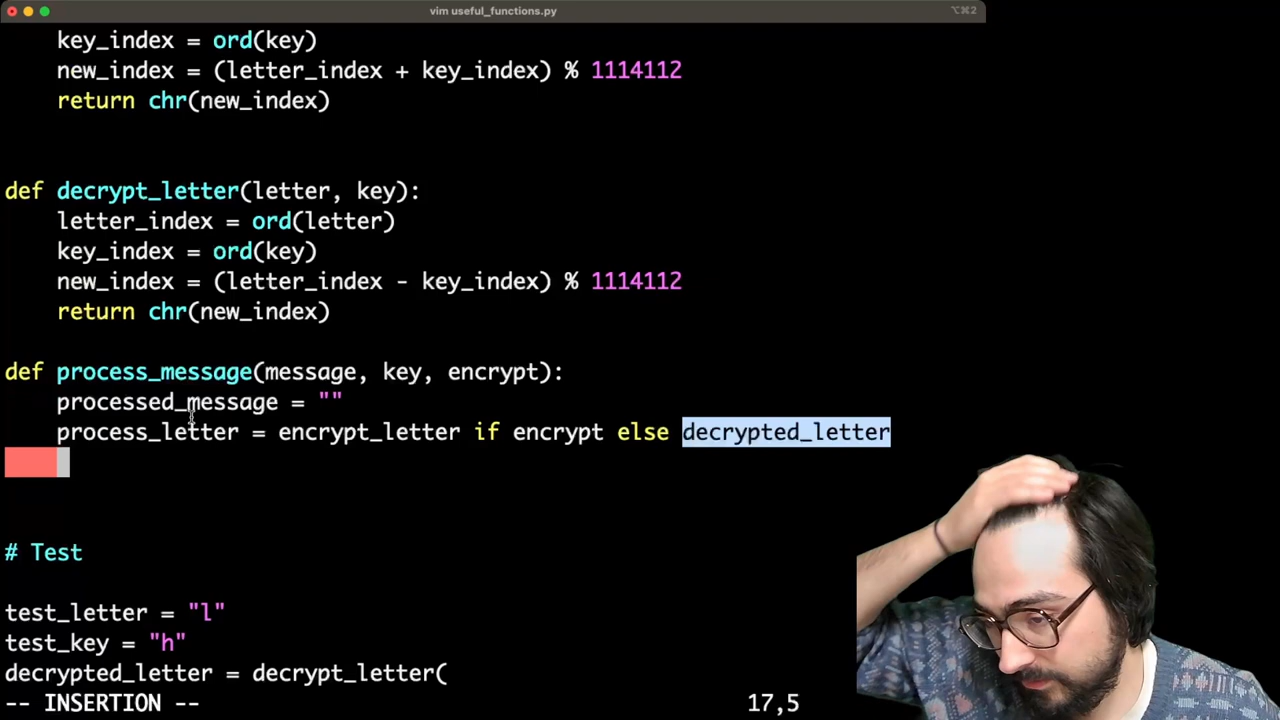 vim useful_functions.py
⌥⌘2
key_index = ord(key)
new_index = (letter_index + key_index) % 1114112
return chr(new_index)
def decrypt_letter(letter, key):
letter_index = ord(letter)
key_index = ord(key)
new_index = (letter_index - key_index) % 1114112
return chr(new_index)
def process_message(message, key, encrypt):
processed_message = ""
process_letter = encrypt_letter if encrypt else decrypted_letter
# Test
test_letter = "l"
test_key = "h"
decrypted_letter = decrypt_letter(
-- INSERTION --
17,5